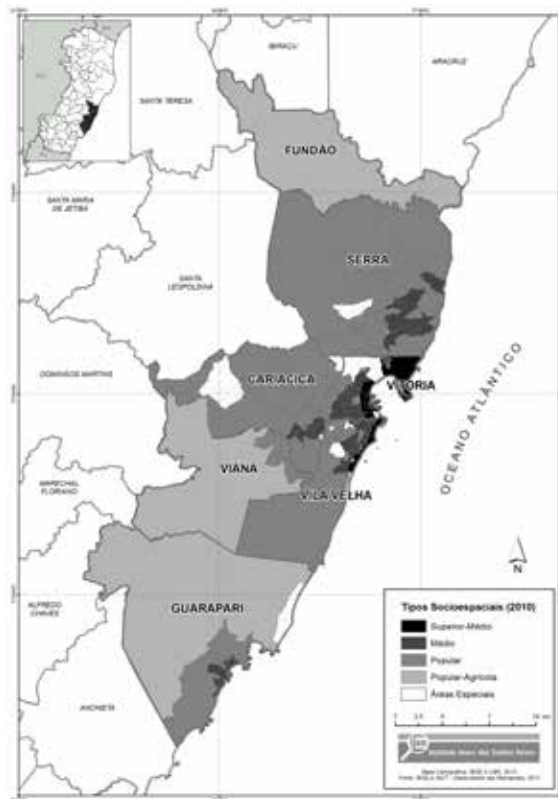 IBIRAÇU
ARACRUZ
SANTA TERESA
FUNDÃO
SANTA MARIA
DE JETIBÁ
SERRA
SANTA
LEOPOLDINA
DOMINGOS MARTINS
CARIACICA
VITÓRIA
OCEANO ATLÂNTICO
VIANA
VILA VELHA
MARECHAL
FLORIANO
GUARAPARI
ALFREDO
CHAVES
ANCHIETA
N
Tipos Socioespaciais (2010)
Superior-Médio
Médio
Popular
Popular-Agrícola
Áreas Especiais
Instituto Jones dos Santos Neves